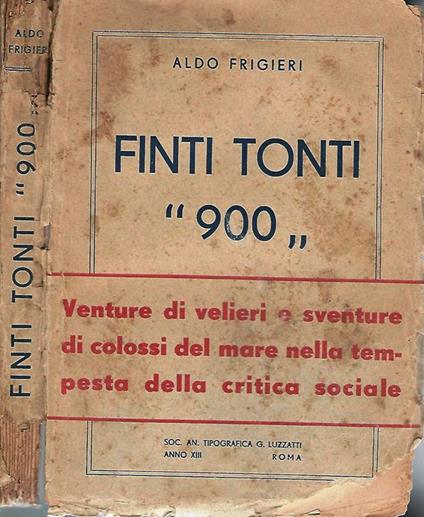 ALDO
FRIGIERI
FINTI TONTI "900„
ALDO FRIGIERI
FINTI TONTI
"900„
Venture di velieri e sventure
di colossi del mare nella tem-
pesta della critica sociale
SOC. AN. TIPOGRAFICA G. LUZZATTI
ANNO XIII ROMA